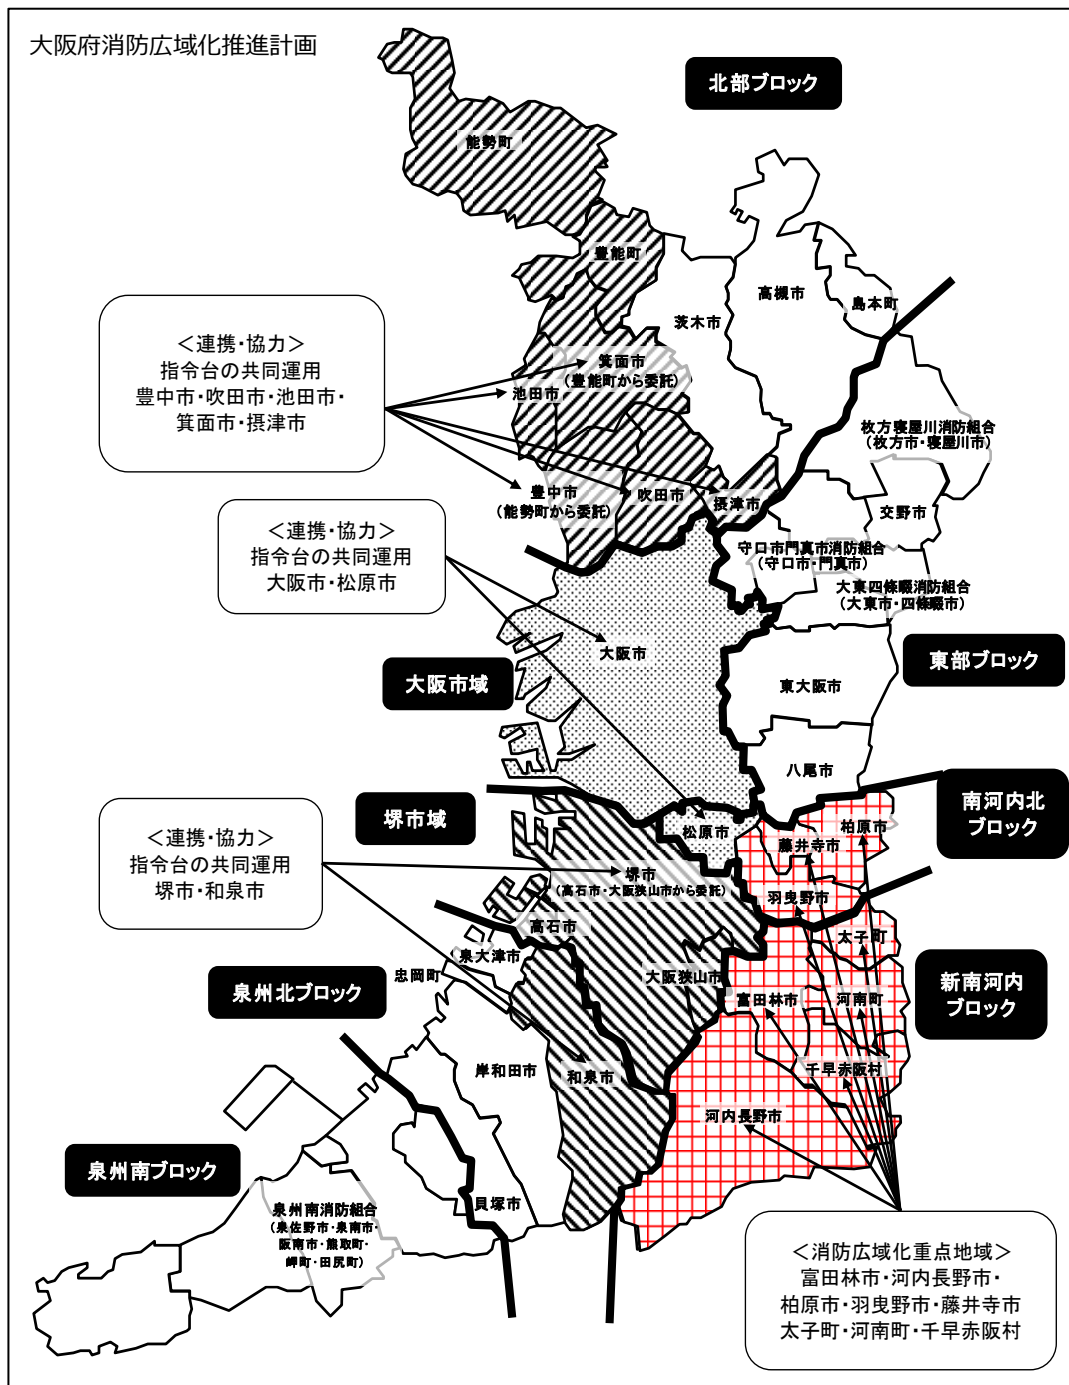 大阪府消防広域化推進計画
北部ブロック
能勢町
豊能町
高槻市
島本町
茨木市
＜連携・協力＞
指令台の共同運用
豊中市・吹田市・池田市・
箕面市・摂津市
箕面市
（豊能町から委託）
池田市
枚方寝屋川消防組合
（枚方市・寝屋川市）
豊中市
（能勢町から委託）
吹田市
摂津市
交野市
＜連携・協力＞
指令台の共同運用
大阪市・松原市
守口市門真市消防組合
（守口市・門真市）
大東四條畷消防組合
（大東市・四條畷市）
大阪市
東部ブロック
大阪市域
東大阪市
八尾市
南河内北
ブロック
堺市域
松原市
柏原市
藤井寺市
＜連携・協力＞
指令台の共同運用
堺市・和泉市
堺市
（高石市・大阪狭山市から委託）
羽曳野市
高石市
太子町
泉大津市
忠岡町
大阪狭山市
泉州北ブロック
富田林市
河南町
新南河内
ブロック
岸和田市
和泉市
千早赤阪村
河内長野市
泉州南ブロック
貝塚市
泉州南消防組合
（泉佐野市・泉南市・
阪南市・熊取町・
岬町・田尻町）
＜消防広域化重点地域＞
富田林市・河内長野市・
柏原市・羽曳野市・藤井寺市
太子町・河南町・千早赤阪村